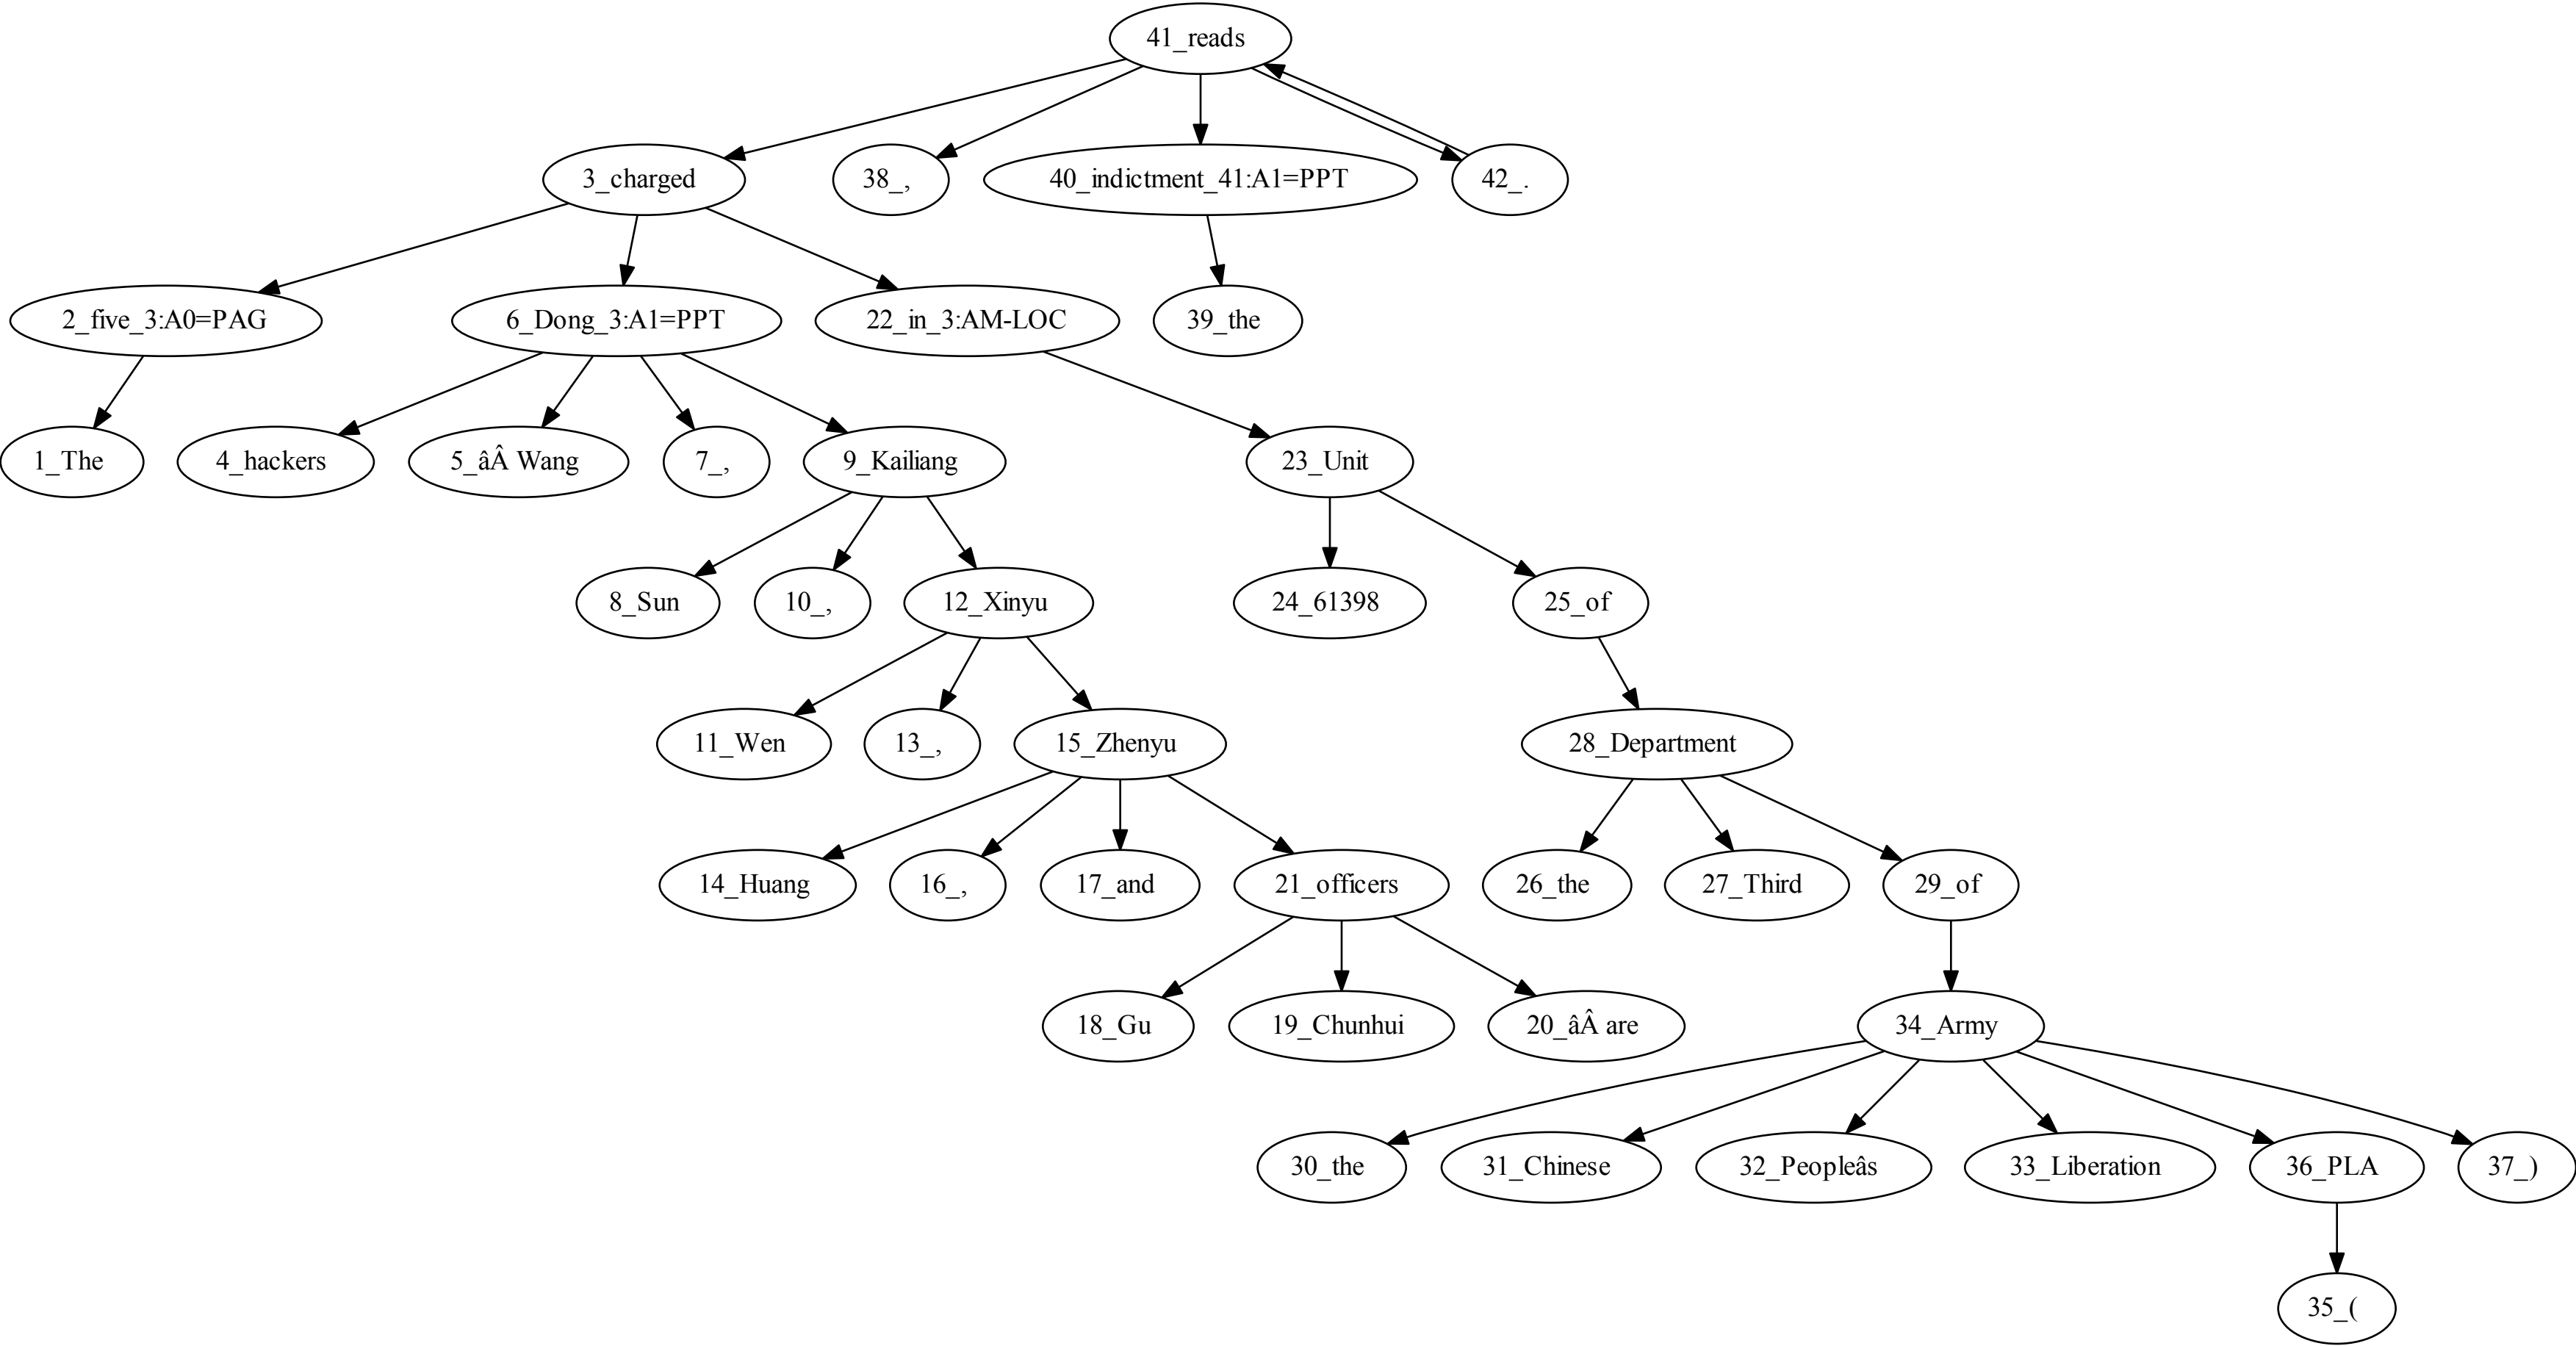 41_reads
3_charged
38_,
40_indictment_41:A1=PPT
42_.
2_five_3:A0=PAG
6_Dong_3:A1=PPT
22_in_3:AM-LOC
39_the
1_The
4_hackers
5_âÂ Wang
7_,
9_Kailiang
23_Unit
8_Sun
10_,
12_Xinyu
24_61398
25_of
11_Wen
13_,
15_Zhenyu
28_Department
14_Huang
16_,
17_and
21_officers
26_the
27_Third
29_of
18_Gu
19_Chunhui
20_âÂ are
34_Army
30_the
31_Chinese
32_Peopleâs
33_Liberation
36_PLA
37_)
35_(